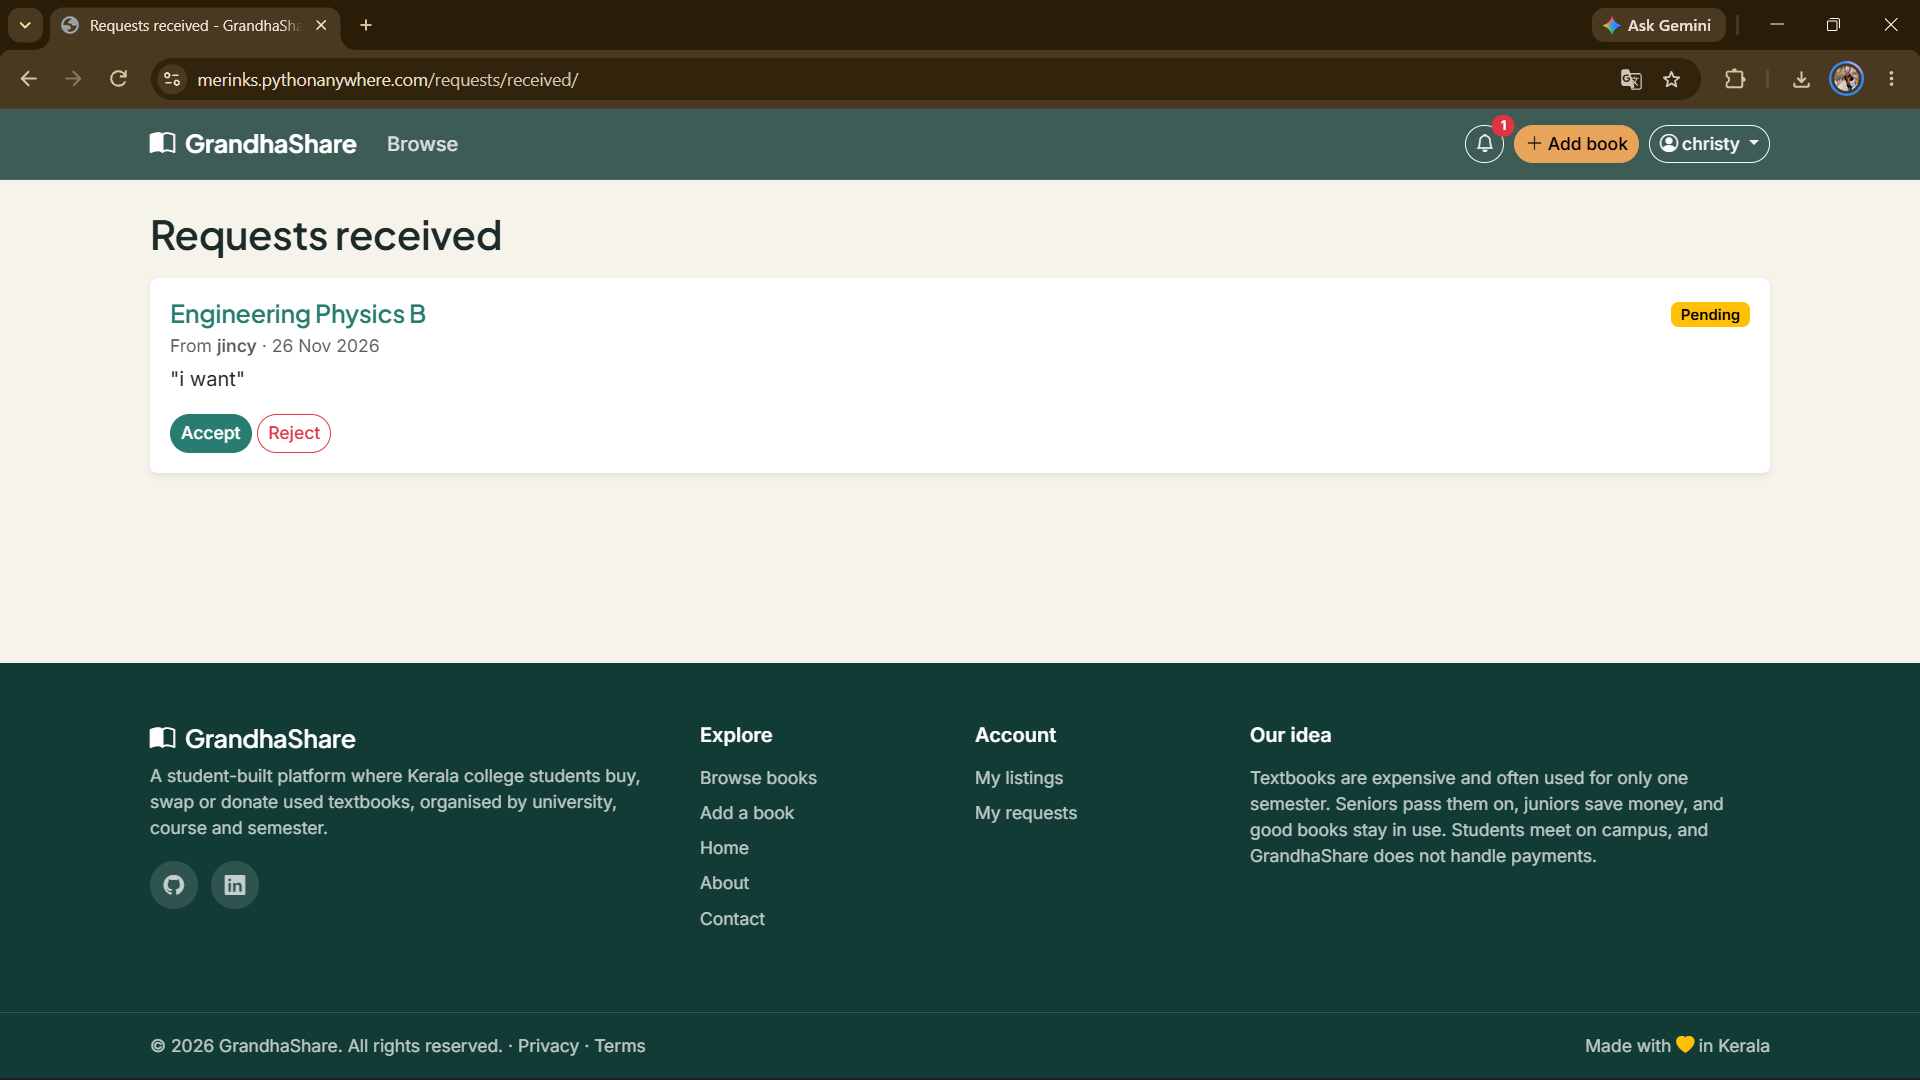 Requests received - GrandhaSha
Ask Gemini
merinks.pythonanywhere.com/requests/received/
GrandhaShare
Browse
1
+ Add book
christy
Requests received
Engineering Physics B
Pending
From jincy · 26 Nov 2026
"i want"
Accept
Reject
GrandhaShare
A student-built platform where Kerala college students buy,
swap or donate used textbooks, organised by university,
course and semester.
Explore
Browse books
Add a book
Home
About
Contact
Account
My listings
My requests
Our idea
Textbooks are expensive and often used for only one
semester. Seniors pass them on, juniors save money, and
good books stay in use. Students meet on campus, and
GrandhaShare does not handle payments.
© 2026 GrandhaShare. All rights reserved. · Privacy · Terms
Made with 💛 in Kerala